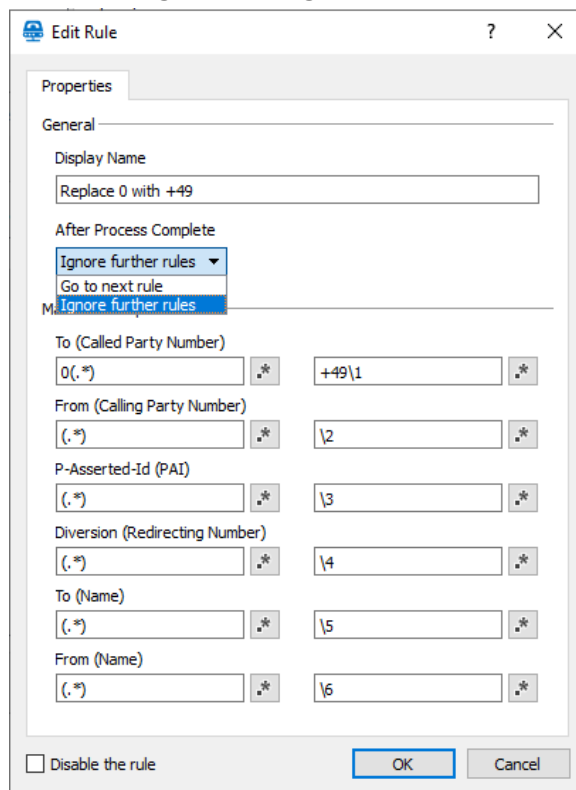 Edit Rule
?
Properties
General
Display Name
Replace 0 with +49
After Process Complete
Ignore further rules
Go to next rule
Ignore further rules
To (Called Party Number)
0(.*) .* +49\1 .*
From (Calling Party Number)
(.*) .* \2 .*
P-Asserted-Id (PAI)
(.*) .* \3 .*
Diversion (Redirecting Number)
(.*) .* \4 .*
To (Name)
(.*) .* \5 .*
From (Name)
(.*) .* \6 .*
Disable the rule OK Cancel